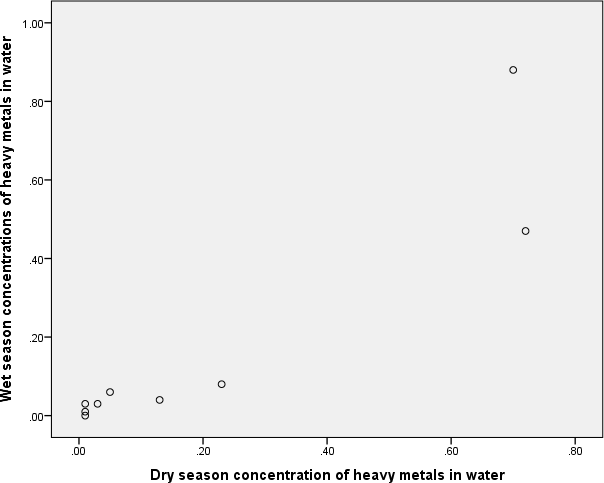 Wet season concentrations of heavy metals in water
1.00
.80
.60
.40
.20
.00
.00 .20 .40 .60 .80
Dry season concentration of heavy metals in water